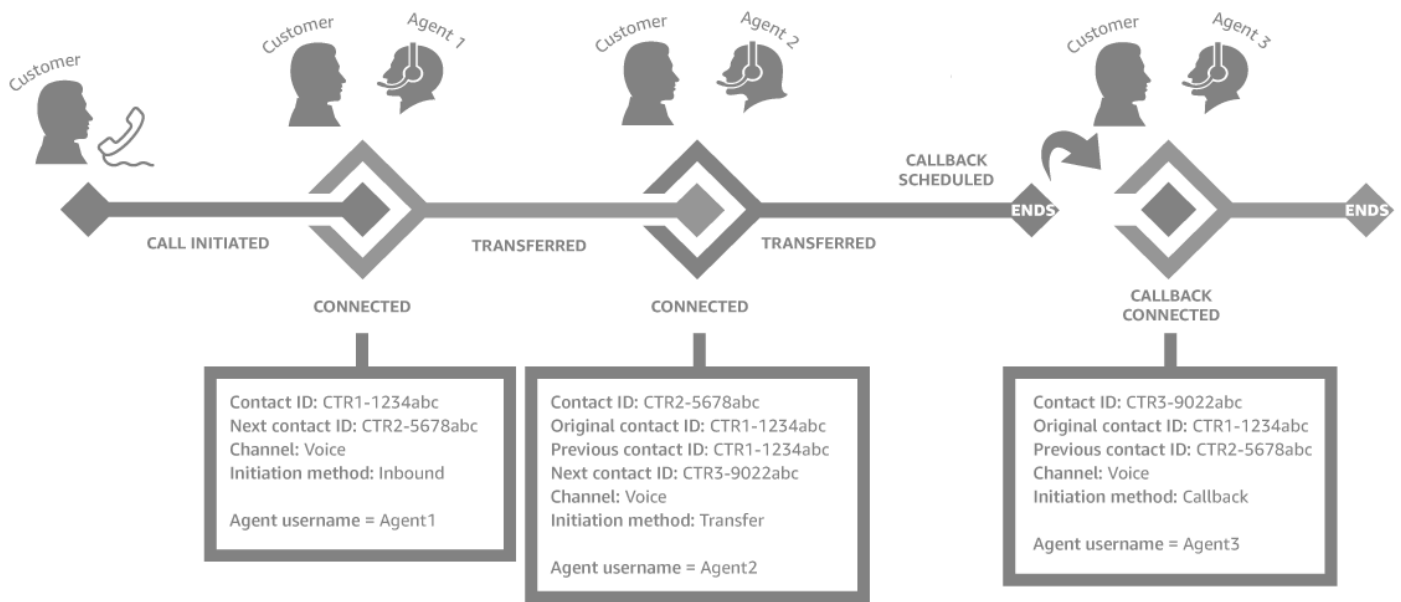 Customer
Customer
Agent 1
Customer
Agent 2
Customer
Agent 3
CALL INITIATED
TRANSFERRED
TRANSFERRED
CALLBACK
SCHEDULED
ENDS
ENDS
CONNECTED
CONNECTED
CALLBACK
CONNECTED
Contact ID: CTR1-1234abc
Next contact ID: CTR2-5678abc
Channel: Voice
Initiation method: Inbound
Agent username = Agent1
Contact ID: CTR2-5678abc
Original contact ID: CTR1-1234abc
Previous contact ID: CTR1-1234abc
Next contact ID: CTR3-9022abc
Channel: Voice
Initiation method: Transfer
Agent username = Agent2
Contact ID: CTR3-9022abc
Original contact ID: CTR1-1234abc
Previous contact ID: CTR2-5678abc
Channel: Voice
Initiation method: Callback
Agent username = Agent3